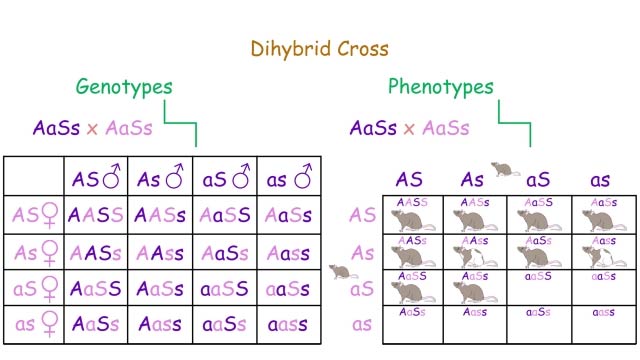 Dihybrid Cross
Genotypes
AaSs x AaSs
AS♂ As♂ aS♂ as♂
AS♀ AASS AASs AaSS AaSs
As♀ AASs AAss AaSs Aass
aS♀ AaSS AaSs aaSS aaSs
as♀ AaSs Aass aaSs aass
Phenotypes
AaSs x AaSs
AS As aS as
AS AASS AASs AaSS AaSs
As AASs AAss AaSs Aass
aS AaSS AaSs aaSS aaSs
as AaSs Aass aaSs aass